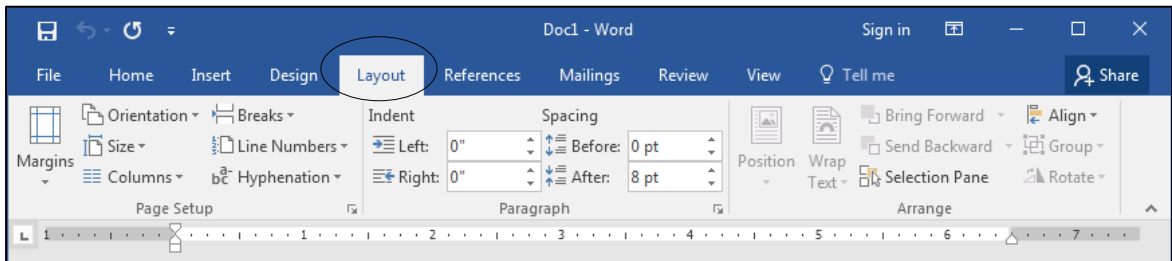 Doc1 - Word Sign in
File Home Insert Design Layout References Mailings Review View Tell me Share
Orientation Breaks Indent Spacing Bring Forward Align
Margins Size Line Numbers Left: 0" Before: 0 pt Position Wrap Text Send Backward Group
Columns bc Hyphenation Right: 0" After: 8 pt Selection Pane Rotate
Page Setup Paragraph Arrange
L 1 1 2 3 4 5 6 7